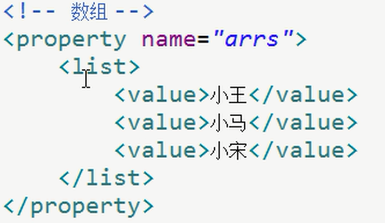 <!-- 数组 -->
<property name="arrs">
    <list>
        <value>小王</value>
        <value>小马</value>
        <value>小宋</value>
    </list>
</property>